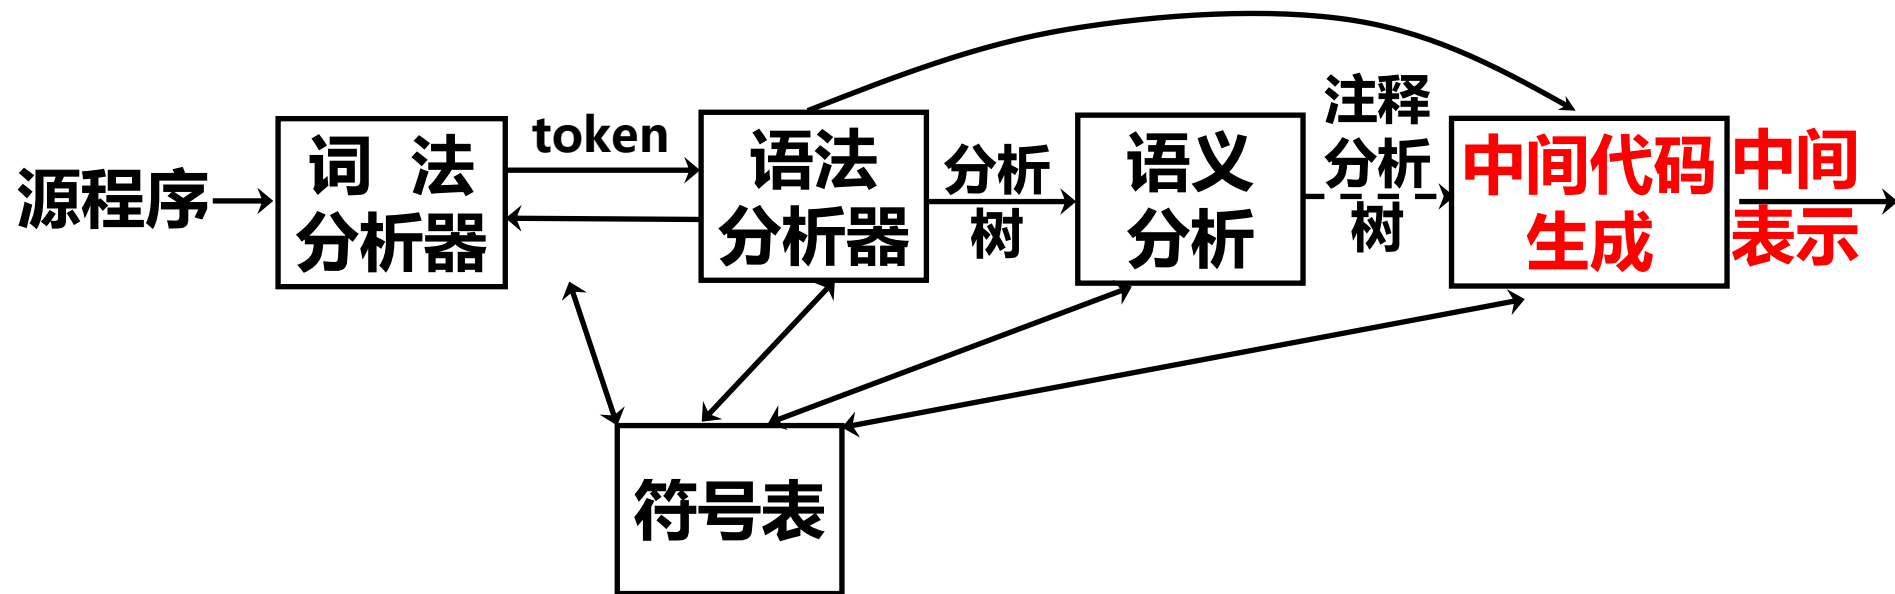 源程序
词 法
分析器
token
语法
分析器
分析
树
语义
分析
注释
分析
树
中间代码
生成
中间
表示
符号表